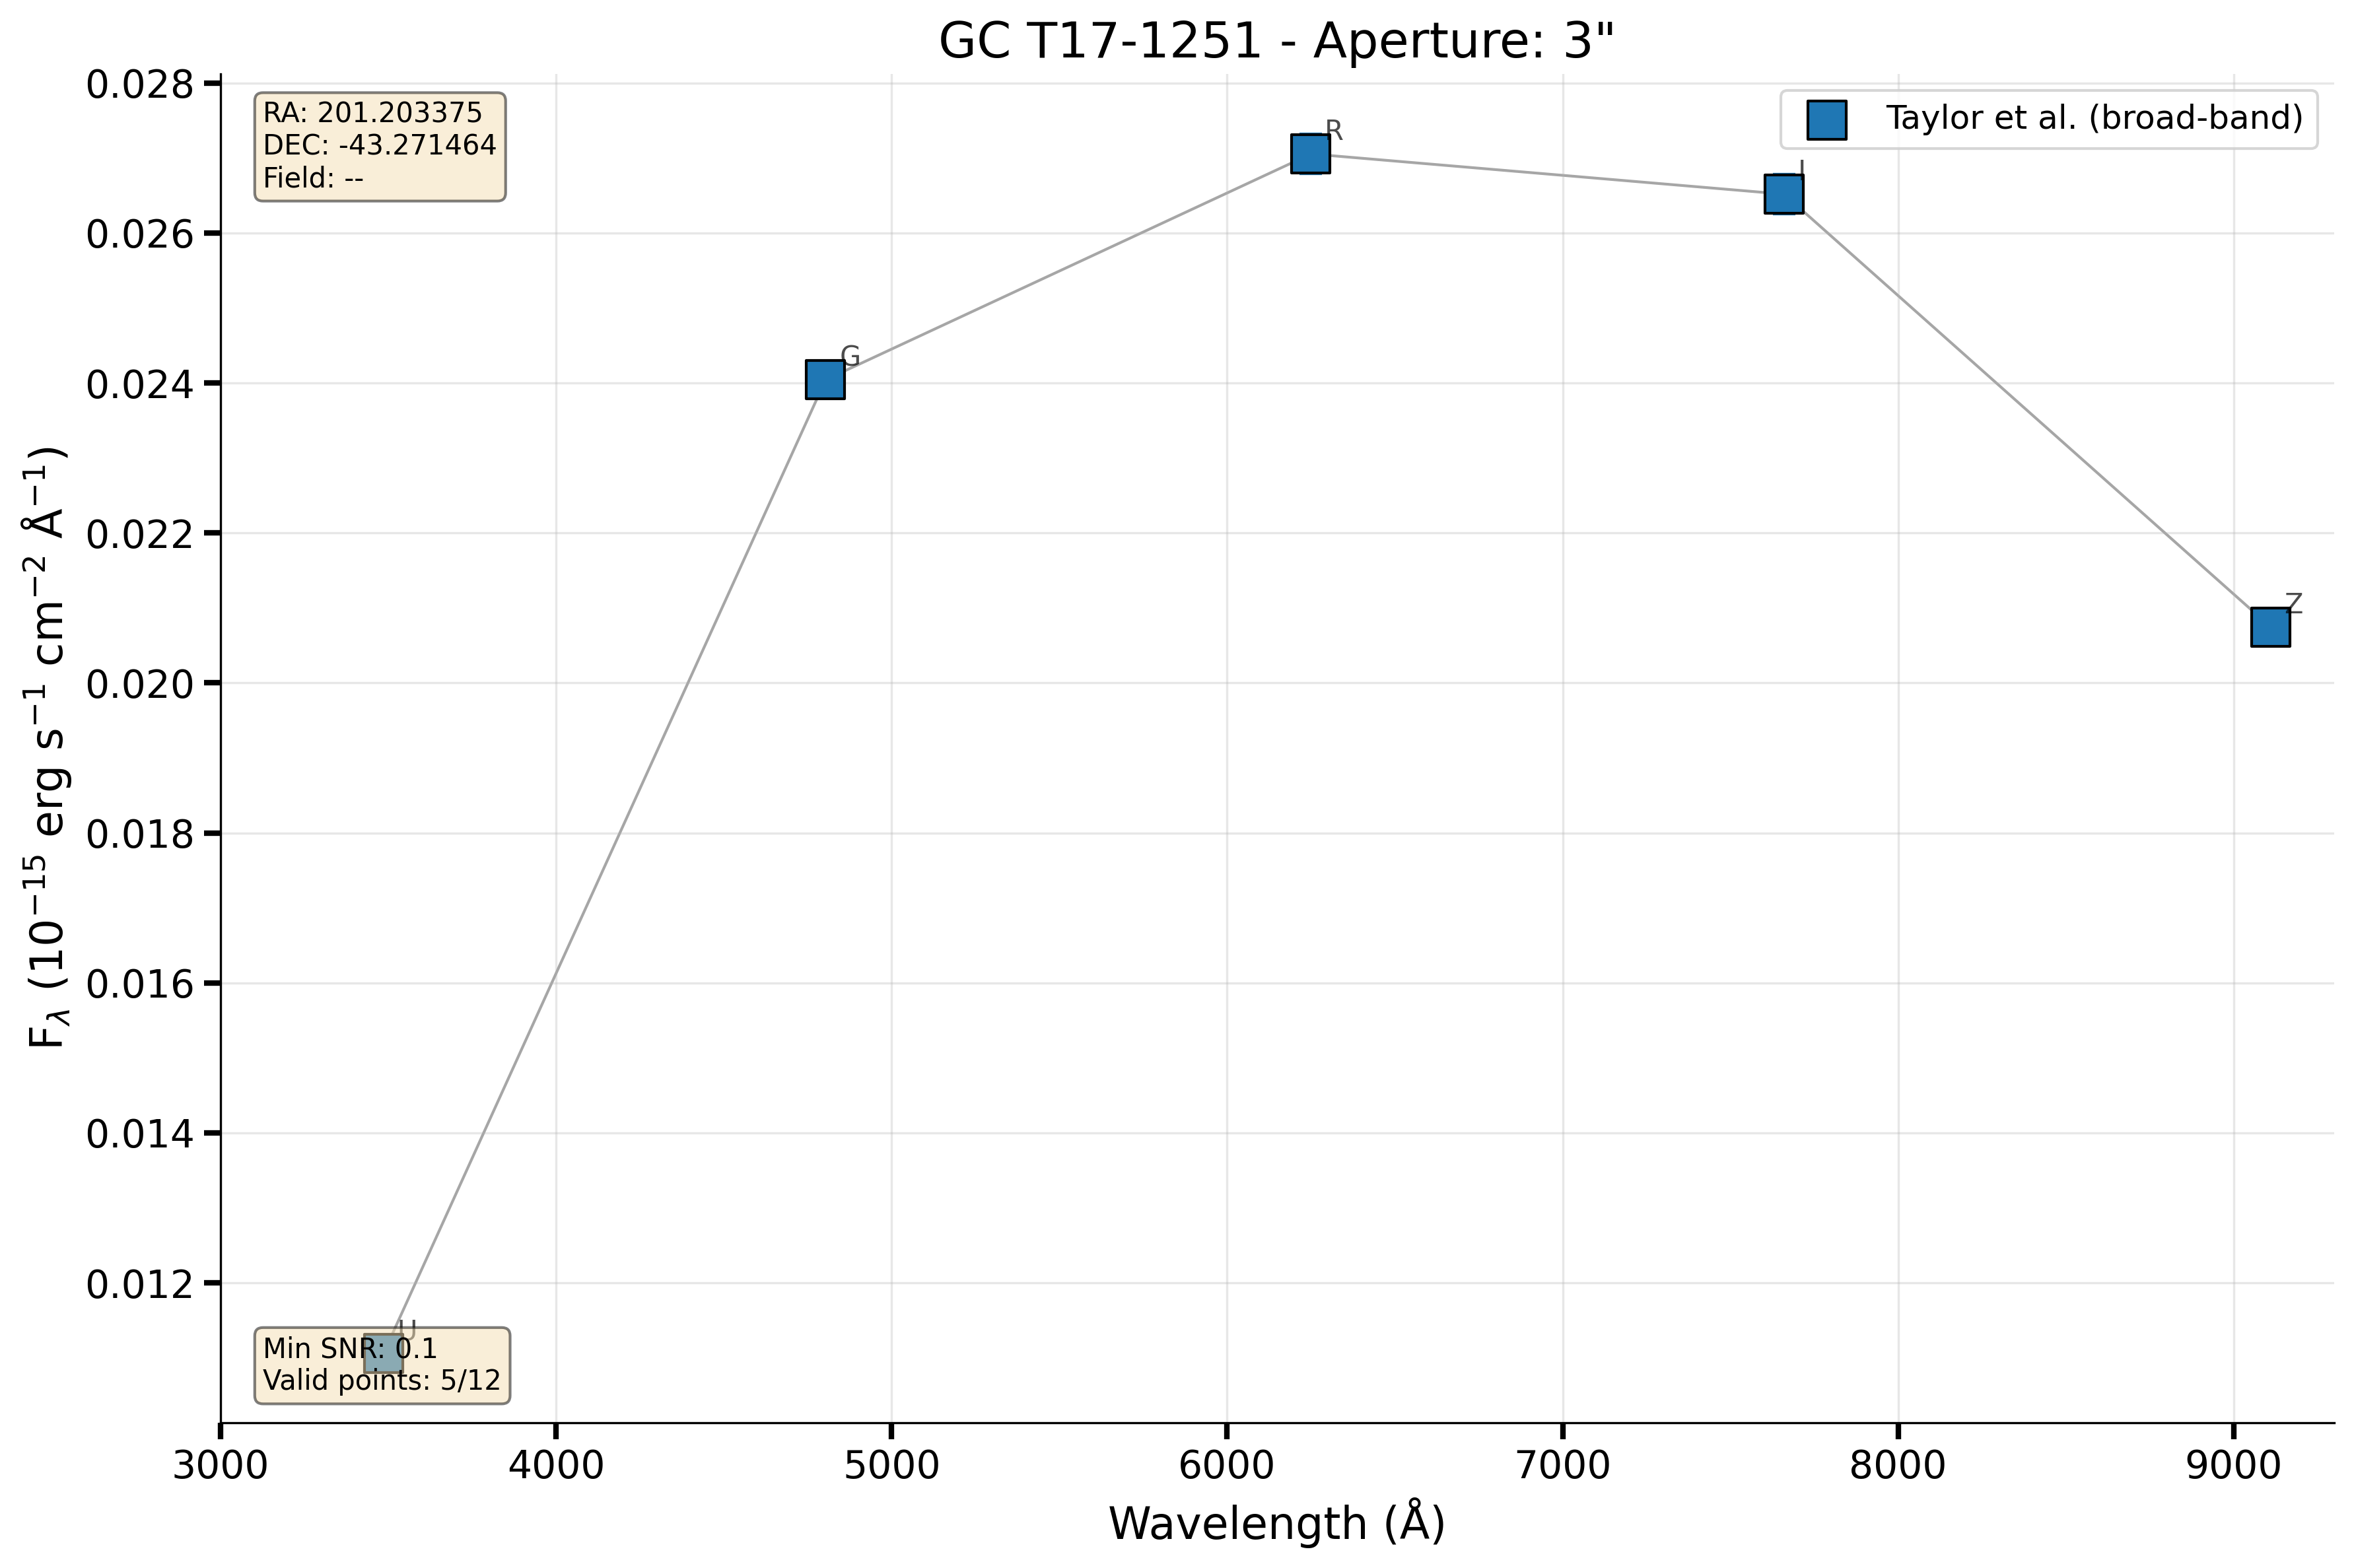 GC T17-1251 - Aperture: 3"
RA: 201.203375
DEC: -43.271464
Field: --
Taylor et al. (broad-band)
R
I
G
Z
U
Min SNR: 0.1
Valid points: 5/12
0.028
0.026
0.024
0.022
0.020
0.018
0.016
0.014
0.012
F_λ (10⁻¹⁵ erg s⁻¹ cm⁻² Å⁻¹)
3000 4000 5000 6000 7000 8000 9000
Wavelength (Å)